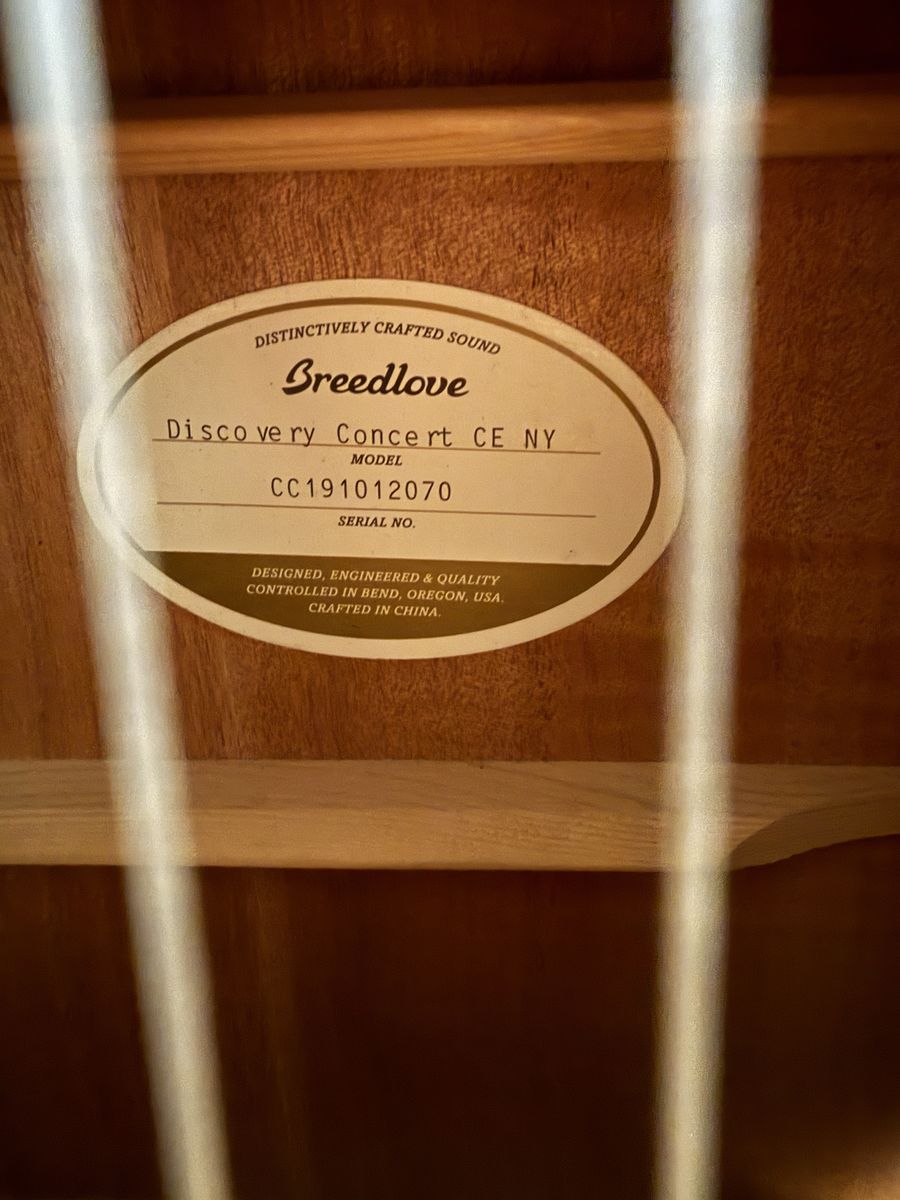 DISTINCTIVELY CRAFTED SOUND
Breedlove
Discovery Concert CE NY
MODEL
CC191012070
SERIAL NO.
DESIGNED, ENGINEERED & QUALITY
CONTROLLED IN BEND, OREGON, USA.
CRAFTED IN CHINA.